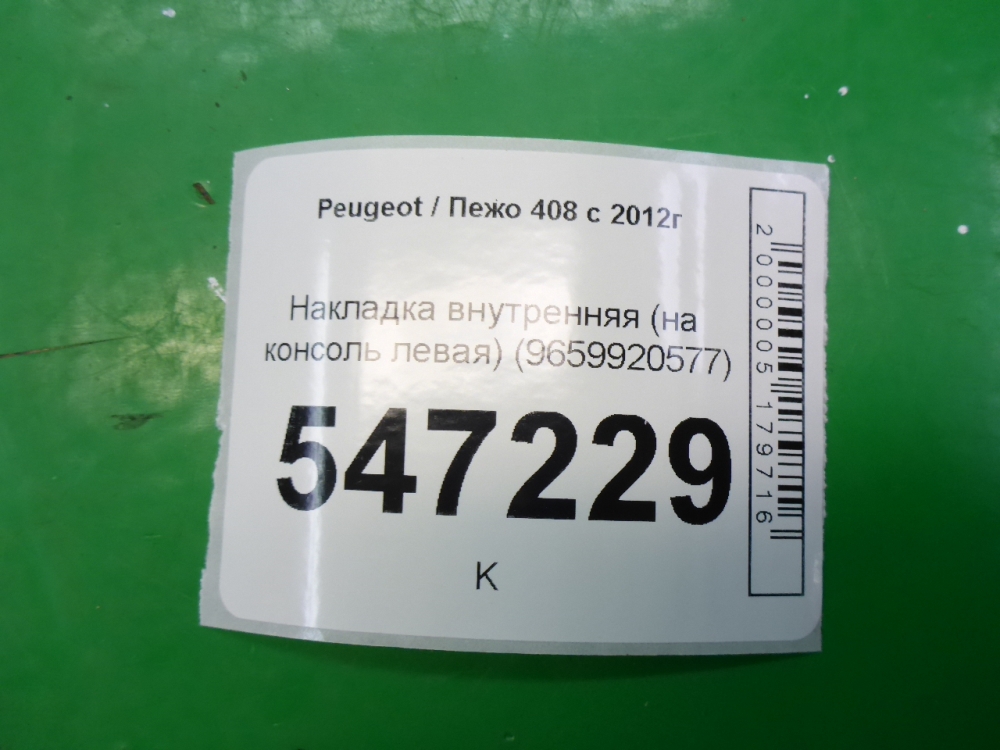 Peugeot / Пежо 408 с 2012г
Накладка внутренняя (на
консоль левая) (9659920577)
547229
К
2000005179716